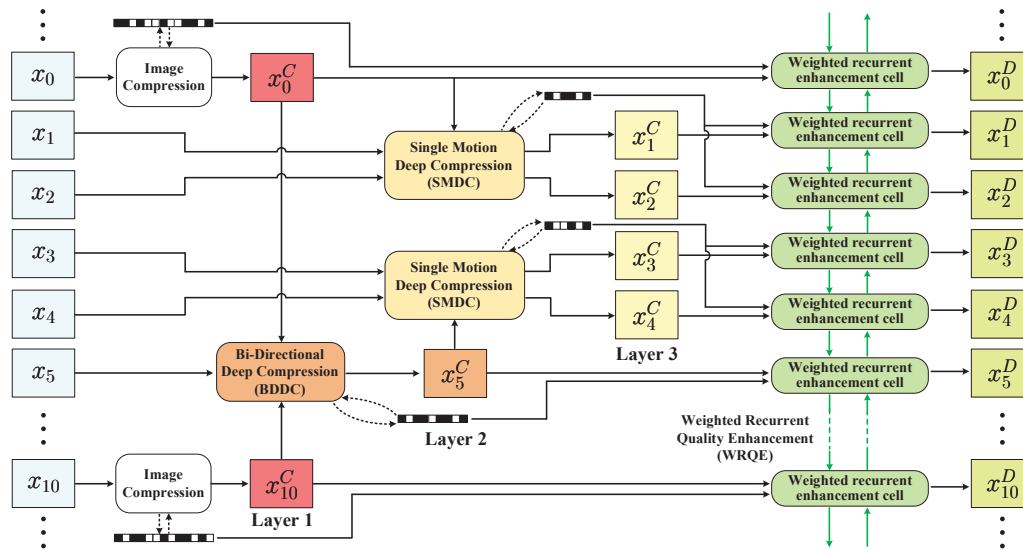 x_0
Image
Compression
x_0^C
Weighted recurrent
enhancement cell
x_0^D
x_1
Single Motion
Deep Compression
(SMDC)
x_1^C
Weighted recurrent
enhancement cell
x_1^D
x_2
x_2^C
Weighted recurrent
enhancement cell
x_2^D
x_3
Single Motion
Deep Compression
(SMDC)
x_3^C
Weighted recurrent
enhancement cell
x_3^D
x_4
x_4^C
Weighted recurrent
enhancement cell
x_4^D
Layer 3
x_5
Bi-Directional
Deep Compression
(BDDC)
x_5^C
Weighted recurrent
enhancement cell
x_5^D
Layer 2
Weighted Recurrent
Quality Enhancement
(WRQE)
x_10
Image
Compression
x_10^C
Layer 1
Weighted recurrent
enhancement cell
x_10^D